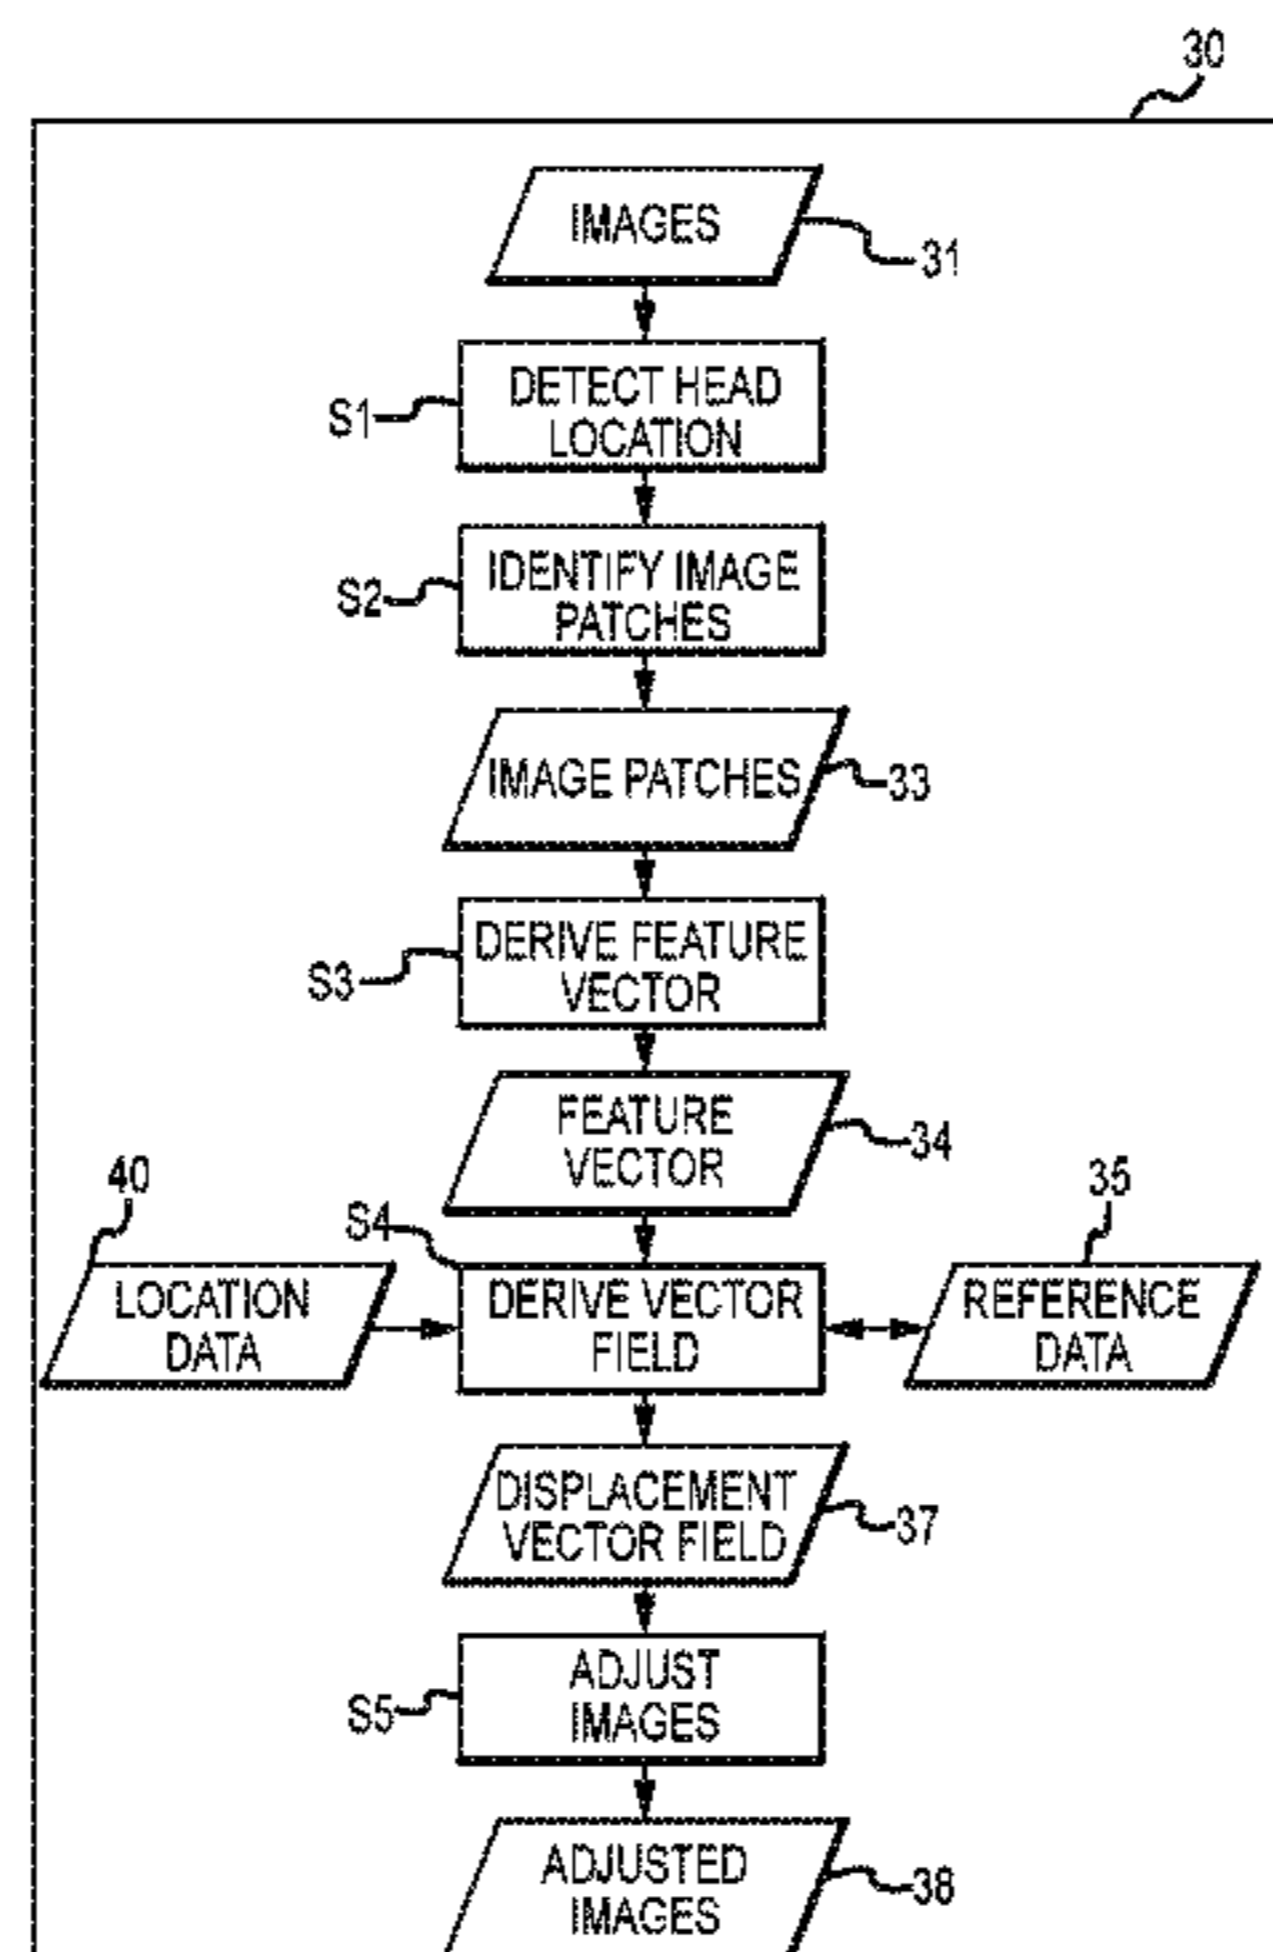 30
IMAGES
31
DETECT HEAD
LOCATION
S1
IDENTIFY IMAGE
PATCHES
S2
IMAGE PATCHES
33
DERIVE FEATURE
VECTOR
S3
FEATURE
VECTOR
34
40
LOCATION
DATA
S4
DERIVE VECTOR
FIELD
35
REFERENCE
DATA
DISPLACEMENT
VECTOR FIELD
37
ADJUST
IMAGES
S5
ADJUSTED
IMAGES
38